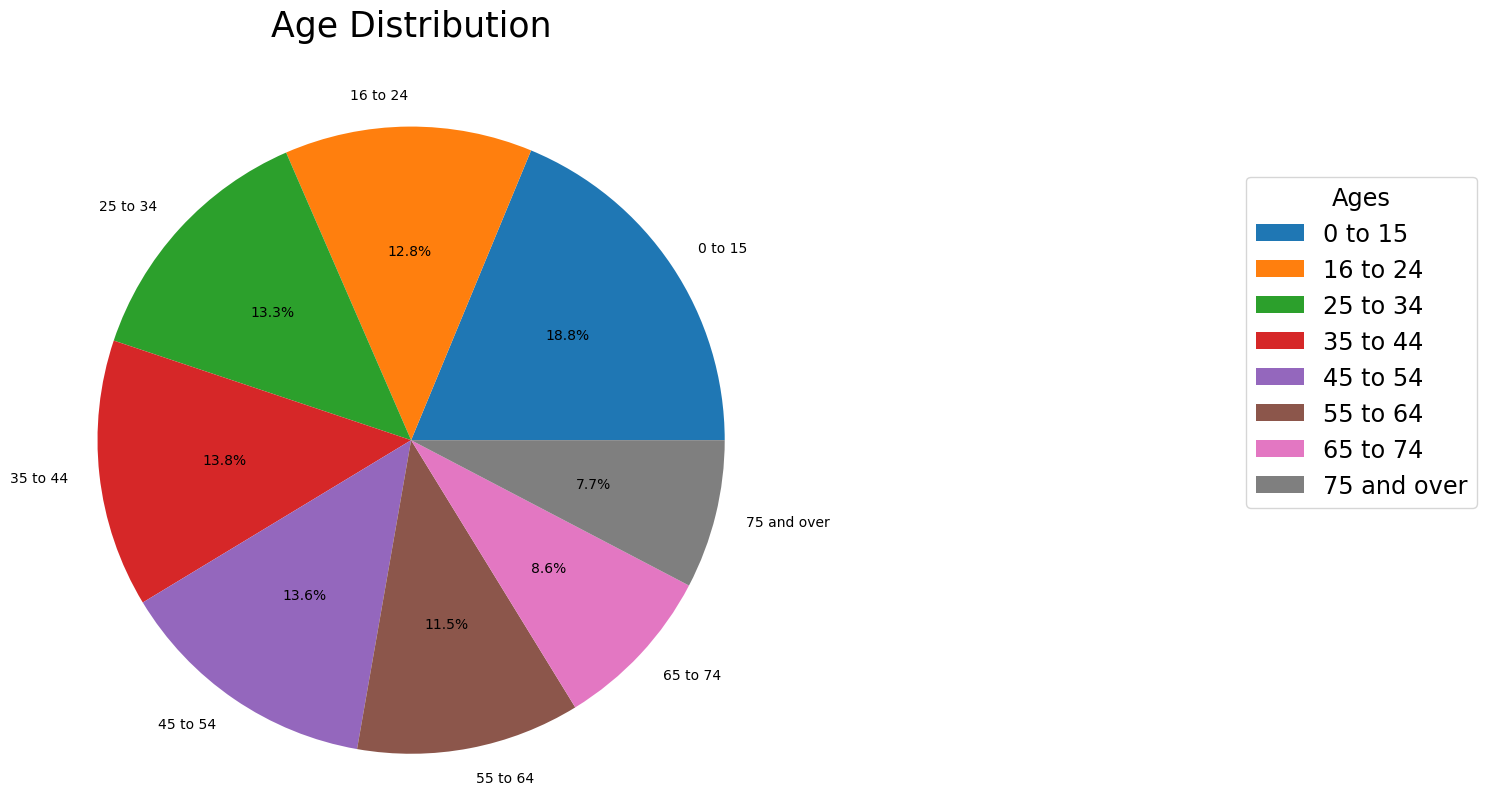 Age Distribution
16 to 24
25 to 34
0 to 15
12.8%
13.3%
18.8%
13.8%
35 to 44
7.7%
75 and over
8.6%
13.6%
11.5%
65 to 74
45 to 54
55 to 64
Ages
0 to 15
16 to 24
25 to 34
35 to 44
45 to 54
55 to 64
65 to 74
75 and over